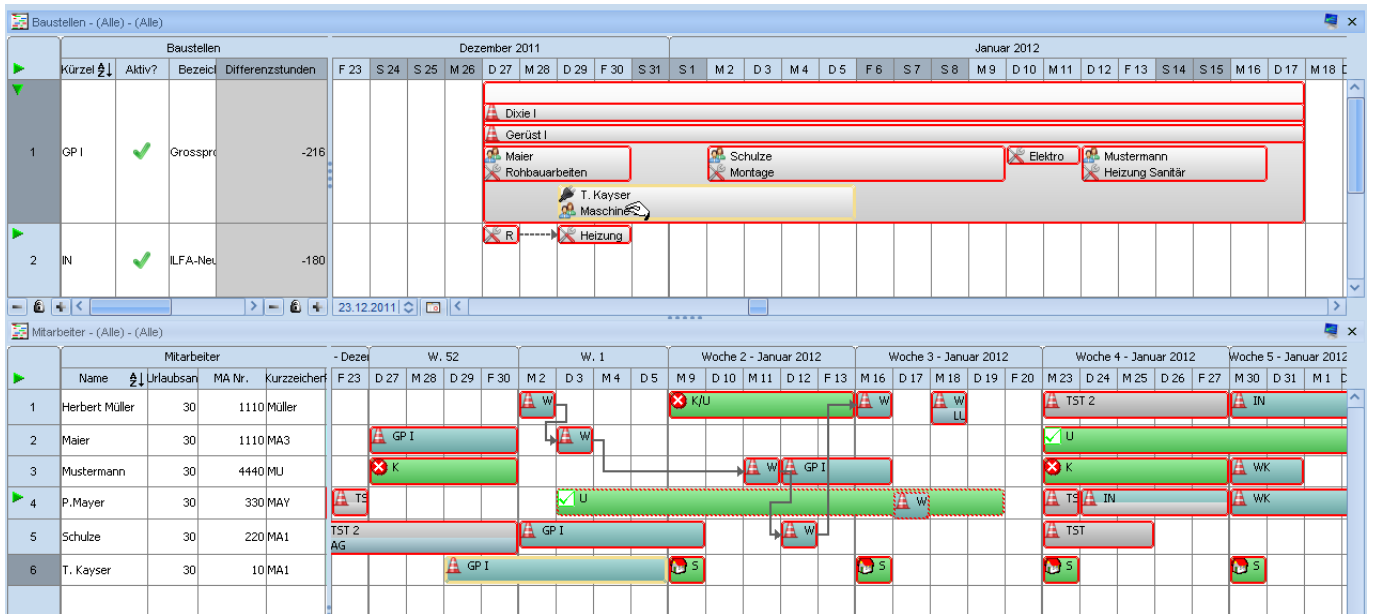 Baustellen - (Alle) - (Alle)
Baustellen Dezember 2011 Januar 2012
Kürzel Aktiv? Bezeicl Differenzstunden F 23 S 24 S 25 M 26 D 27 M 28 D 29 F 30 S 31 S 1 M 2 D 3 M 4 D 5 F 6 S 7 S 8 M 9 D 10 M 11 D 12 F 13 S 14 S 15 M 16 D 17 M 18
Dixie I
Gerüst I
1 GP I Grosspro -216
Maier Schulze Elektro Mustermann
Rohbauarbeiten Montage Heizung Sanitär
T. Kayser
Maschine
R Heizung
2 IN ILFA-Neu -180
23.12.2011
Mitarbeiter - (Alle) - (Alle)
Mitarbeiter - Dezei W. 52 W. 1 Woche 2 - Januar 2012 Woche 3 - Januar 2012 Woche 4 - Januar 2012 Woche 5 - Januar 2012
Name Urlaubsan MA Nr. Kurzzeichen F 23 D 27 M 28 D 29 F 30 M 2 D 3 M 4 D 5 M 9 D 10 M 11 D 12 F 13 M 16 D 17 M 18 D 19 F 20 M 23 D 24 M 25 D 26 F 27 M 30 D 31 M 1
1 Herbert Müller 30 1110 Müller W K/U W W TST 2 IN
LU
2 Maier 30 1110 MA3 GP I W U
3 Mustermann 30 4440 MU K W GP I K WK
4 P.Mayer 30 330 MAY TS U W TS IN WK
5 Schulze 30 220 MA1 TST 2 GP I W TST
AG
6 T. Kayser 30 10 MA1 GP I S S S S